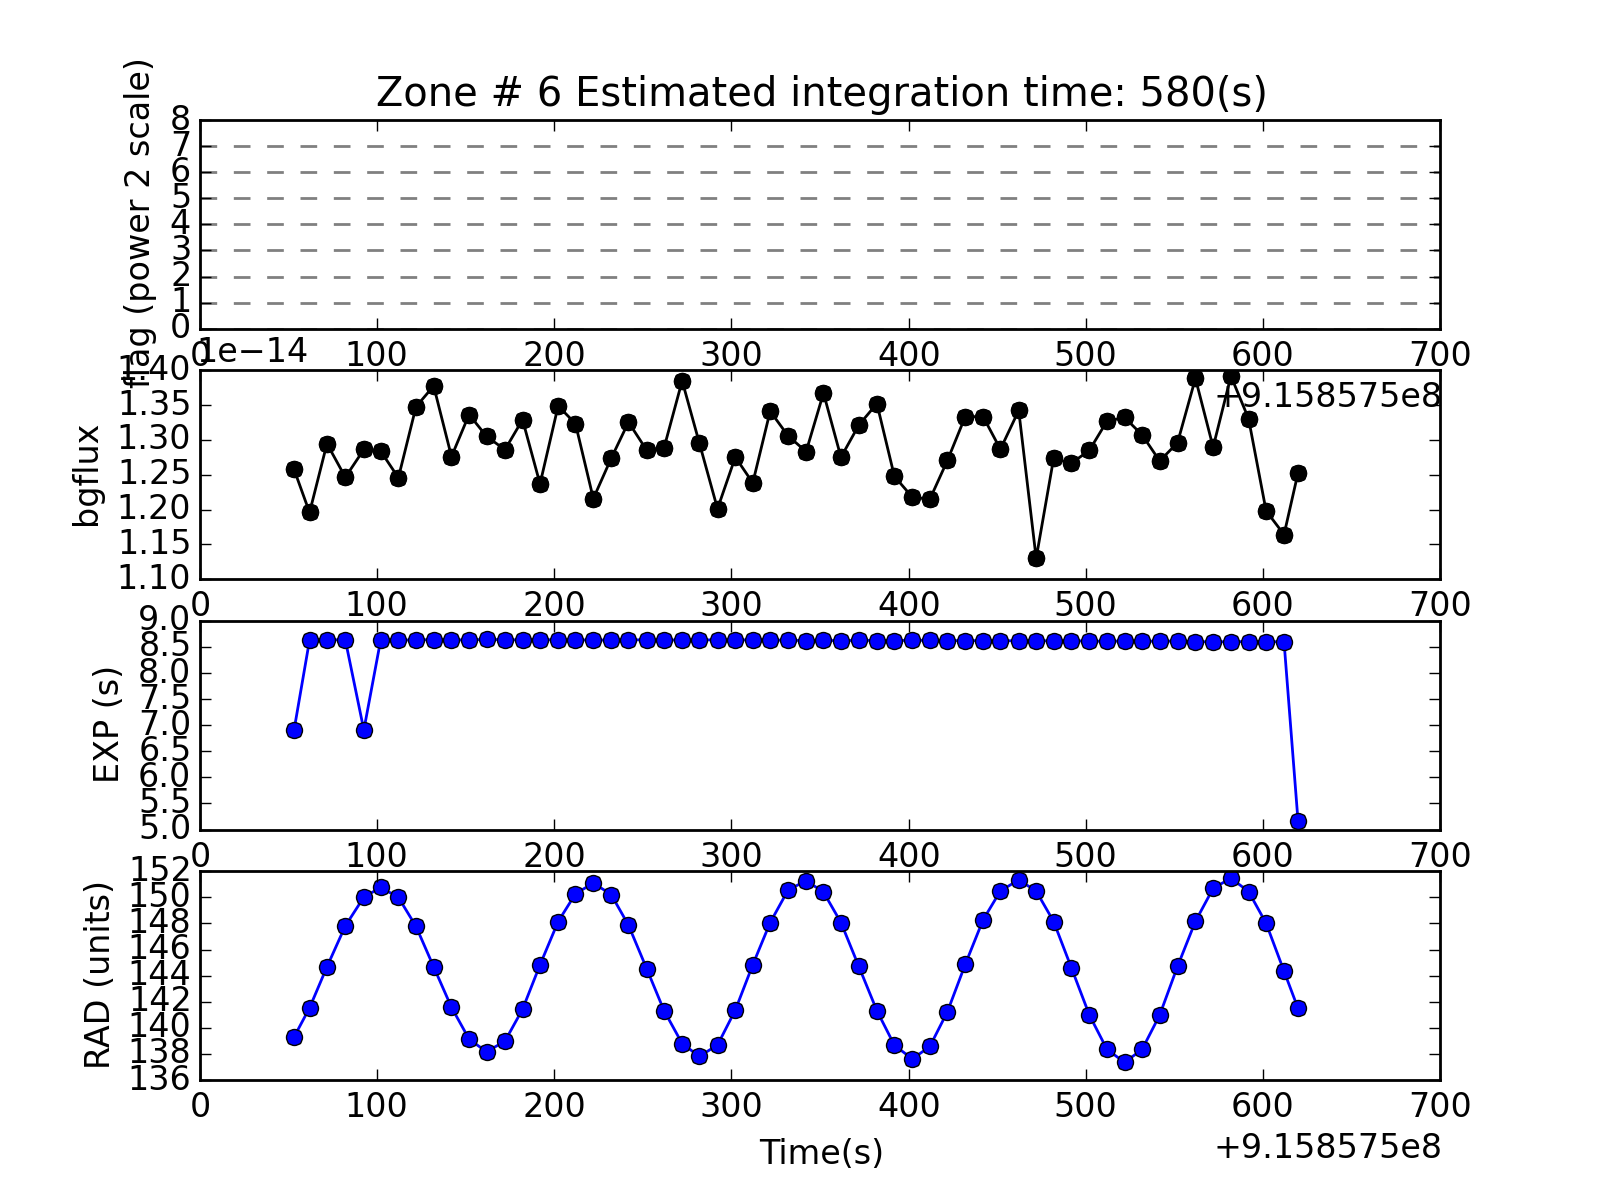 Zone # 6 Estimated integration time: 580(s)
flag (power 2 scale)
8
7
6
5
4
3
2
1
0
0 100 200 300 400 500 600 700
+9.158575e8
1e−14
bgflux
1.40
1.35
1.30
1.25
1.20
1.15
1.10
0 100 200 300 400 500 600 700
EXP (s)
9.0
8.5
8.0
7.5
7.0
6.5
6.0
5.5
5.0
0 100 200 300 400 500 600 700
RAD (units)
152
150
148
146
144
142
140
138
136
0 100 200 300 400 500 600 700
Time(s)
+9.158575e8